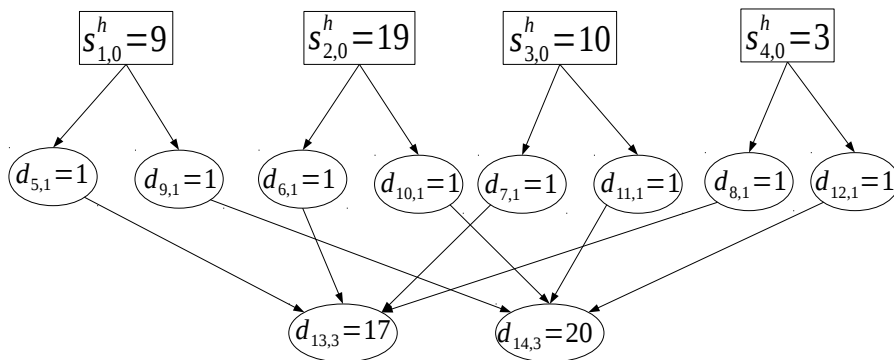 s^h_{1,0}=9 s^h_{2,0}=19 s^h_{3,0}=10 s^h_{4,0}=3
d_{5,1}=1 d_{9,1}=1 d_{6,1}=1 d_{10,1}=1 d_{7,1}=1 d_{11,1}=1 d_{8,1}=1 d_{12,1}=1
d_{13,3}=17 d_{14,3}=20